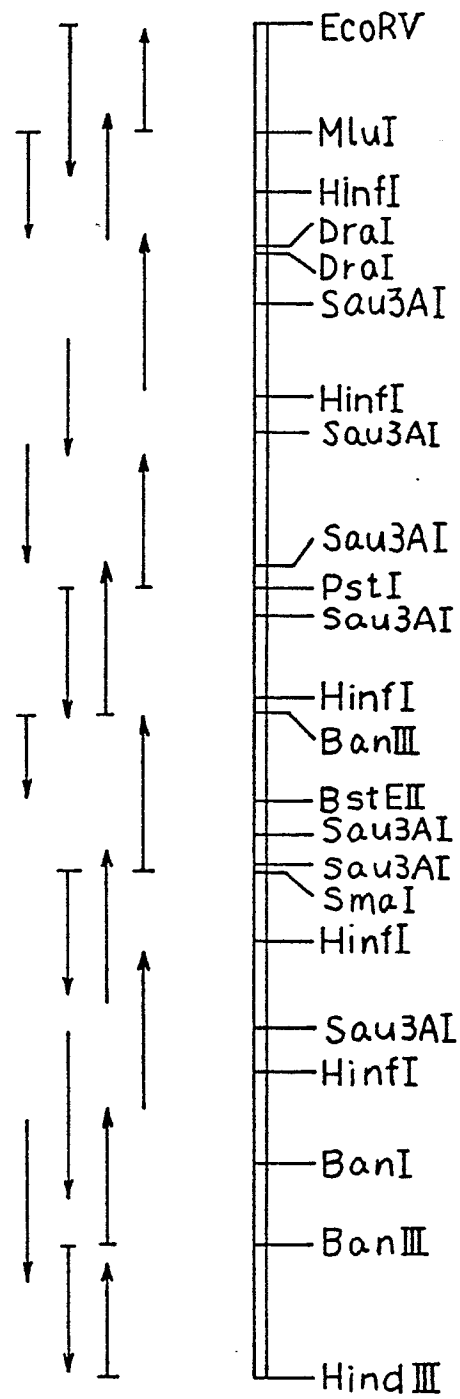 EcoRV
MluI
HinfI
DraI
DraI
Sau3AI
HinfI
Sau3AI
Sau3AI
PstI
Sau3AI
HinfI
BanⅢ
BstEⅡ
Sau3AI
Sau3AI
SmaI
HinfI
Sau3AI
HinfI
BanI
BanⅢ
HindⅢ